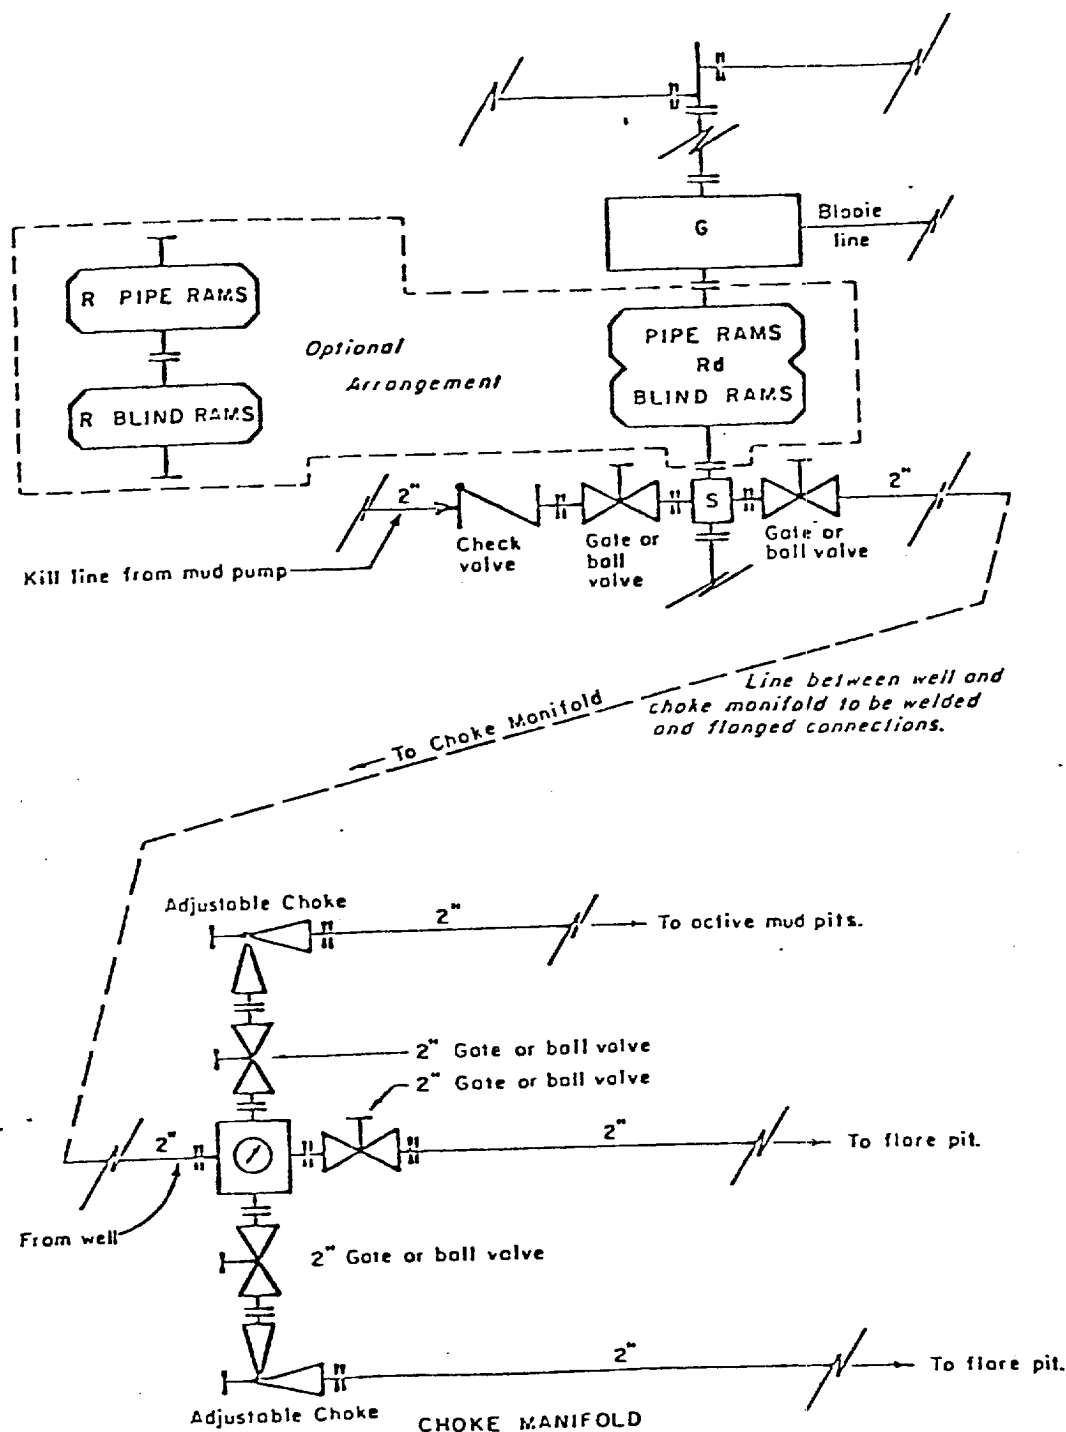 G
Blooie
line
R PIPE RAMS
R BLIND RAMS
Optional
Arrangement
PIPE RAMS
Rd
BLIND RAMS
2"
S
2"
Check
valve
Gate or
ball
valve
Gate or
ball valve
Kill line from mud pump
Line between well and
choke manifold to be welded
and flanged connections.
To Choke Manifold
Adjustable Choke
2"
To active mud pits.
2" Gate or ball valve
2" Gate or ball valve
2"
2"
To flare pit.
From well
2" Gate or ball valve
2"
To flare pit.
Adjustable Choke
CHOKE MANIFOLD